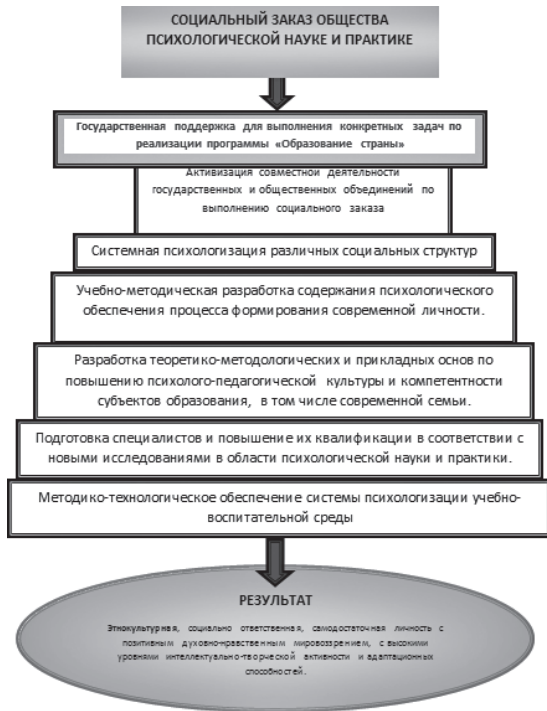 СОЦИАЛЬНЫЙ ЗАКАЗ ОБЩЕСТВА
ПСИХОЛОГИЧЕСКОЙ НАУКЕ И ПРАКТИКЕ
Государственная поддержка для выполнения конкретных задач по
реализации программы «Образование страны»
Активизация совместной деятельности
государственных и общественных объединений по
выполнению социального заказа
Системная психологизация различных социальных структур
Учебно-методическая разработка содержания психологического
обеспечения процесса формирования современной личности.
Разработка теоретико-методологических и прикладных основ по
повышению психолого-педагогической культуры и компетентности
субъектов образования, в том числе современной семьи.
Подготовка специалистов и повышение их квалификации в соответствии с
новыми исследованиями в области психологической науки и практики.
Методико-технологическое обеспечение системы психологизации учебно-
воспитательной среды
РЕЗУЛЬТАТ
Этнокультурная, социально ответственная, самодостаточная личность с
позитивным духовно-нравственным мировоззрением, с высокими
уровнями интеллектуально-творческой активности и адаптационных
способностей.